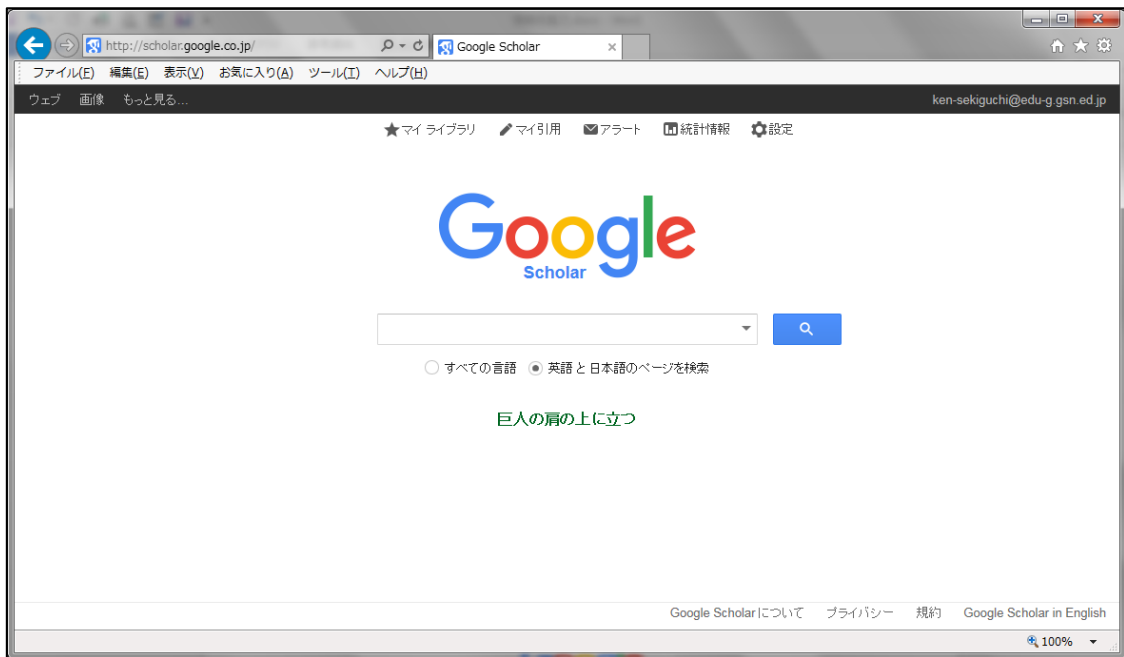 http://scholar.google.co.jp/
Google Scholar
ファイル(F) 編集(E) 表示(V) お気に入り(A) ツール(T) ヘルプ(H)
ウェブ 画像 もっと見る... ken-sekiguchi@edu-g.gsn.ed.jp
マイ ライブラリ マイ引用 アラート 統計情報 設定
Google
Scholar
すべての言語 英語 と 日本語のページを検索
巨人の肩の上に立つ
Google Scholar について プライバシー 規約 Google Scholar in English
100%